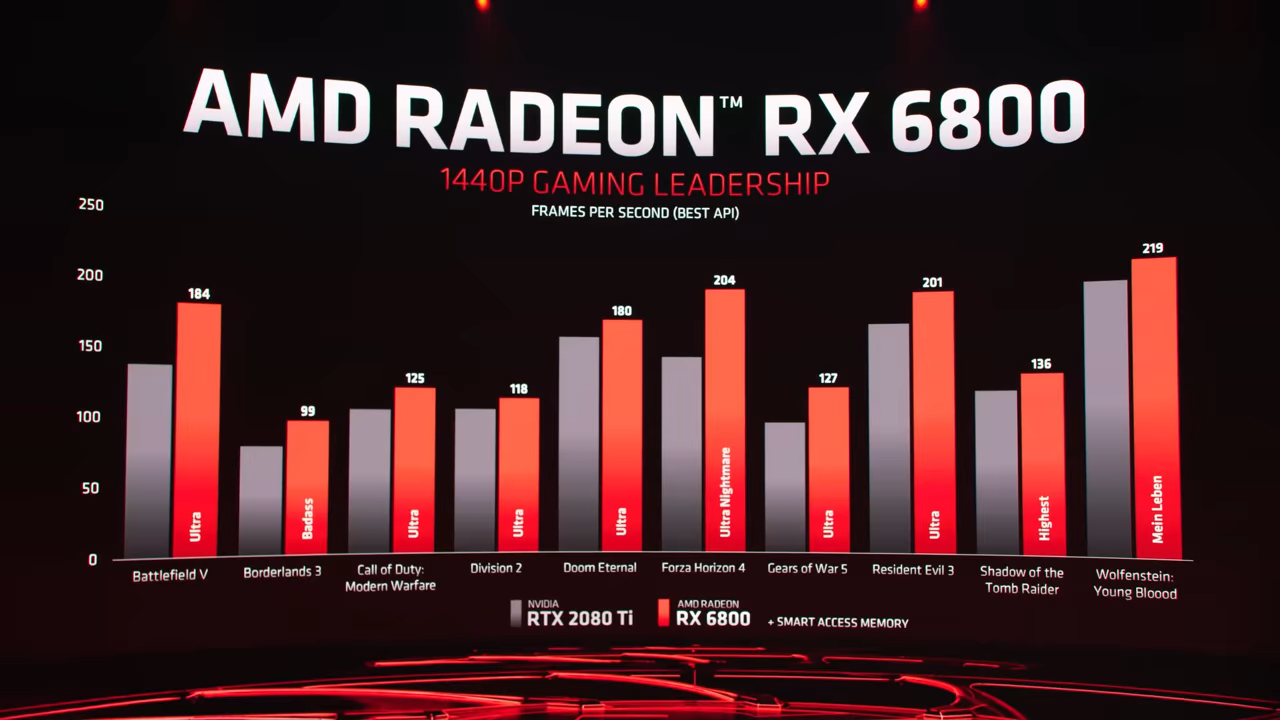 AMD RADEON™ RX 6800
1440P GAMING LEADERSHIP
FRAMES PER SECOND (BEST API)
250
200
150
100
50
0
184
99
125
118
180
204
127
201
136
219
Ultra
Badass
Ultra
Ultra
Ultra
Ultra Nightmare
Ultra
Ultra
Highest
Mein Leben
Battlefield V
Borderlands 3
Call of Duty:
Modern Warfare
Division 2
Doom Eternal
Forza Horizon 4
Gears of War 5
Resident Evil 3
Shadow of the
Tomb Raider
Wolfenstein:
Young Bloood
NVIDIA
RTX 2080 Ti
AMD RADEON
RX 6800
+ SMART ACCESS MEMORY